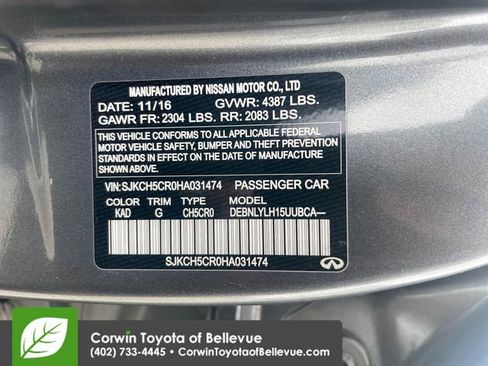 MANUFACTURED BY NISSAN MOTOR CO., LTD
DATE: 11/16 GVWR: 4387 LBS.
GAWR FR: 2304 LBS. RR: 2083 LBS.
THIS VEHICLE CONFORMS TO ALL APPLICABLE FEDERAL
MOTOR VEHICLE SAFETY, BUMPER AND THEFT PREVENTION
STANDARDS IN EFFECT ON THE DATE OF MANUFACTURE
SHOWN ABOVE.
VIN:SJKCH5CR0HA031474 PASSENGER CAR
COLOR TRIM TYPE MODEL
KAD G CH5CR0 DEBNLYLH15UUBCA—
SJKCH5CR0HA031474
INFINITI
Corwin Toyota of Bellevue
(402) 733-4445 • CorwinToyotaofBellevue.com